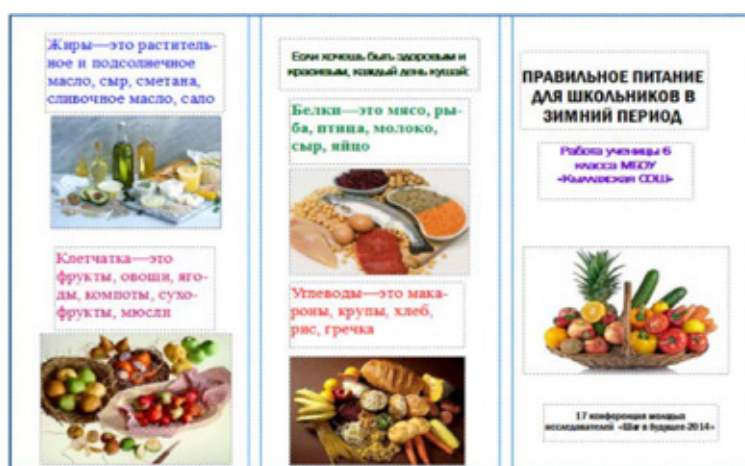 Жиры—это раститель-
ное и подсолнечное
масло, сыр, сметана,
сливочное масло, сало
Клетчатка—это
фрукты, овощи, яго-
ды, компоты, сухо-
фрукты, мюсли
Если хочешь быть здоровым и
красивым, каждый день кушай:
Белки—это мясо, ры-
ба, птица, молоко,
сыр, яйцо
Углеводы—это мака-
роны, крупы, хлеб,
рис, гречка
ПРАВИЛЬНОЕ ПИТАНИЕ
ДЛЯ ШКОЛЬНИКОВ В
ЗИМНИЙ ПЕРИОД
Работа ученицы 6
класса МБОУ
«Кыллахская СОШ»
17 конференция молодых
исследователей «Шаг в будущее-2014»